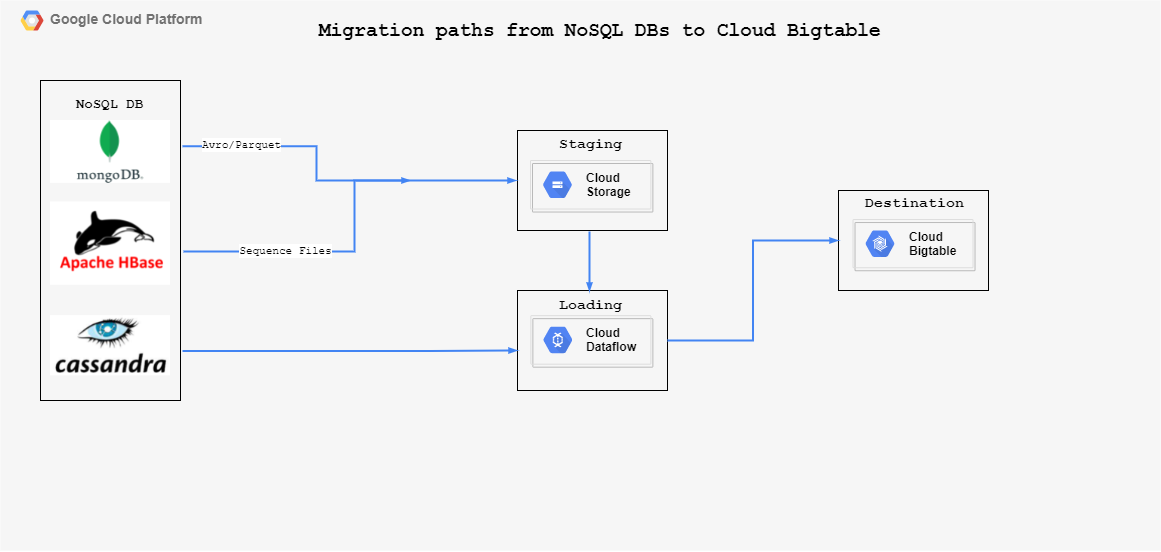 Google Cloud Platform
Migration paths from NoSQL DBs to Cloud Bigtable
NoSQL DB
mongoDB.
Avro/Parquet
Apache HBase
Sequence Files
cassandra
Staging
Cloud
Storage
Loading
Cloud
Dataflow
Destination
Cloud
Bigtable